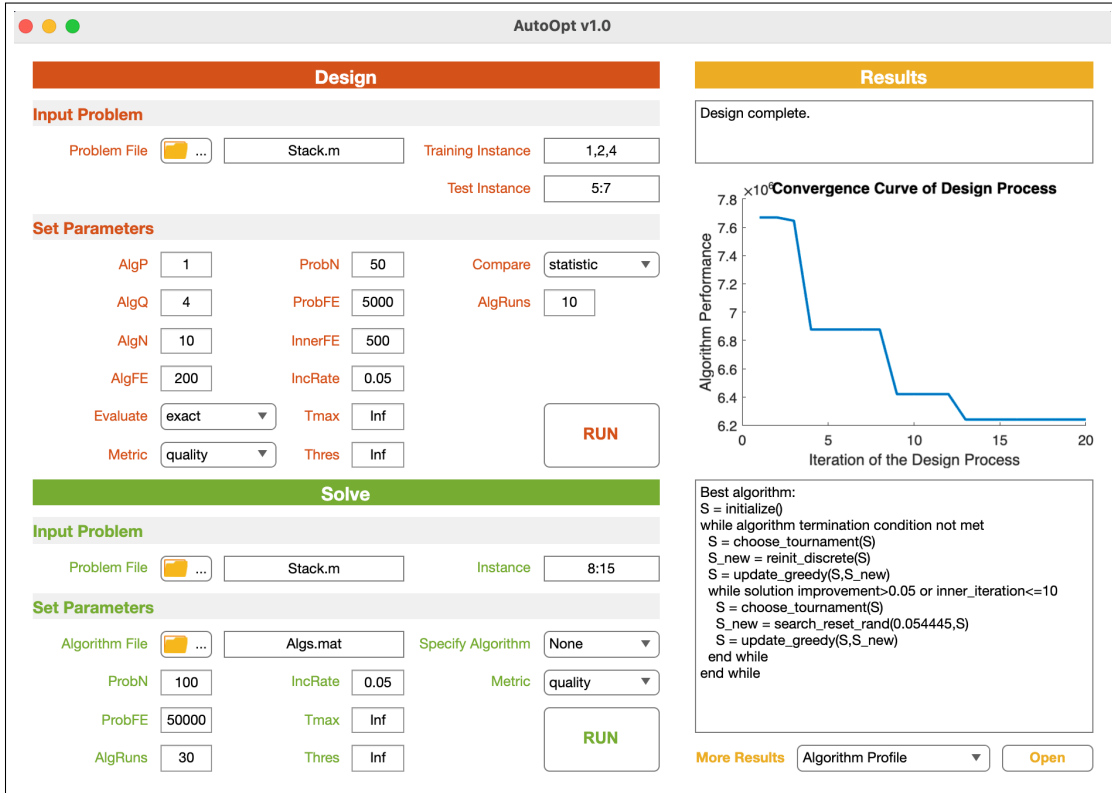 AutoOpt v1.0
Design
Input Problem
Problem File ... Stack.m Training Instance 1,2,4
Test Instance 5:7
Set Parameters
AlgP 1 ProbN 50 Compare statistic
AlgQ 4 ProbFE 5000 AlgRuns 10
AlgN 10 InnerFE 500
AlgFE 200 IncRate 0.05
Evaluate exact Tmax Inf
Metric quality Thres Inf
RUN
Solve
Input Problem
Problem File ... Stack.m Instance 8:15
Set Parameters
Algorithm File ... Algs.mat Specify Algorithm None
ProbN 100 IncRate 0.05 Metric quality
ProbFE 50000 Tmax Inf
AlgRuns 30 Thres Inf
RUN
Results
Design complete.
×10⁶ Convergence Curve of Design Process
7.8
7.6
7.4
7.2
7
6.8
6.6
6.4
6.2
Algorithm Performance
0 5 10 15 20
Iteration of the Design Process
Best algorithm:
S = initialize()
while algorithm termination condition not met
S = choose_tournament(S)
S_new = reinit_discrete(S)
S = update_greedy(S,S_new)
while solution improvement>0.05 or inner_iteration<=10
S = choose_tournament(S)
S_new = search_reset_rand(0.054445,S)
S = update_greedy(S,S_new)
end while
end while
More Results Algorithm Profile Open